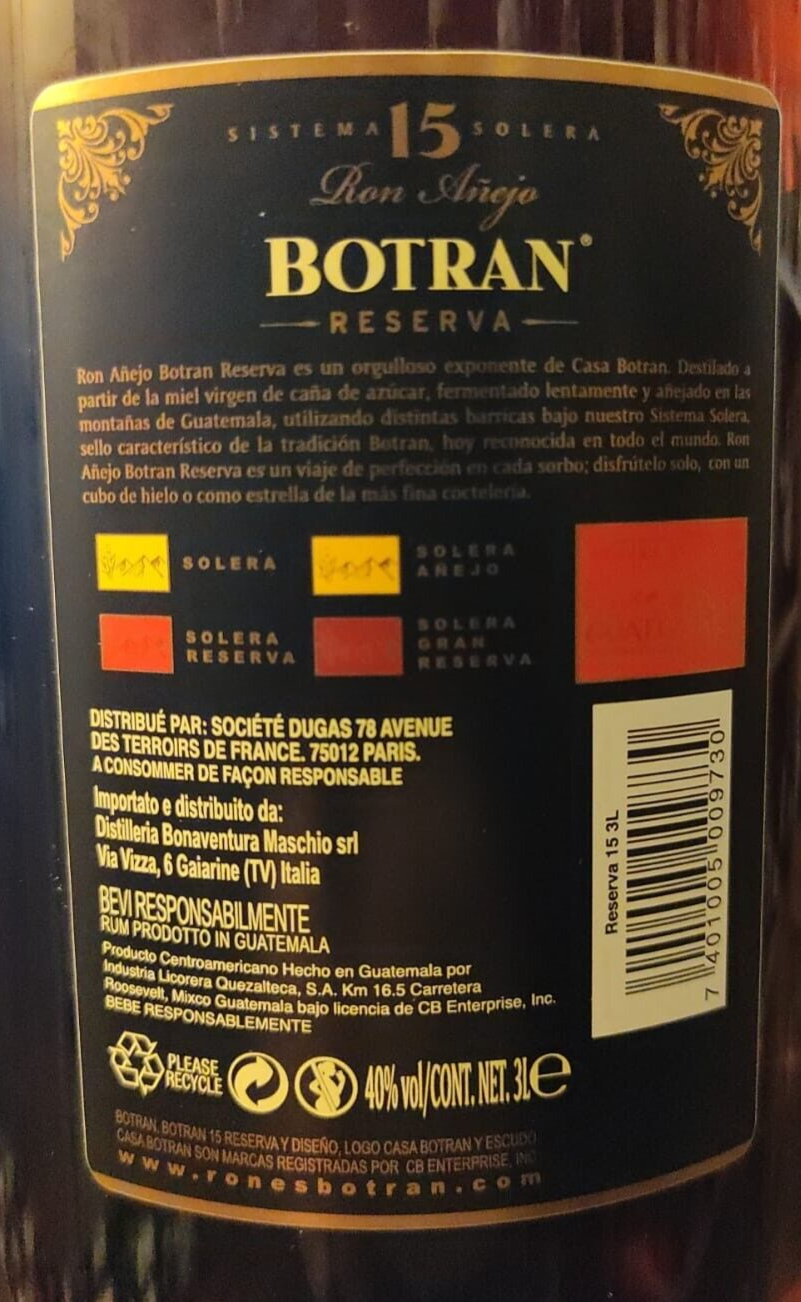 SISTEMA 15 SOLERA
Ron Añejo
BOTRAN®
RESERVA
Ron Añejo Botran Reserva es un orgulloso exponente de Casa Botran. Destilado a
partir de la miel virgen de caña de azúcar, fermentado lentamente y añejado en las
montañas de Guatemala, utilizando distintas barricas bajo nuestro Sistema Solera,
sello característico de la tradición Botran, hoy reconocida en todo el mundo. Ron
Añejo Botran Reserva es un viaje de perfección en cada sorbo; disfrútelo solo, con un
cubo de hielo o como estrella de la más fina coctelería.
SOLERA
SOLERA
AÑEJO
SOLERA
RESERVA
SOLERA
GRAN
RESERVA
DISTRIBUÉ PAR: SOCIÉTÉ DUGAS 78 AVENUE
DES TERROIRS DE FRANCE. 75012 PARIS.
A CONSOMMER DE FAÇON RESPONSABLE
Importato e distribuito da:
Distilleria Bonaventura Maschio srl
Via Vizza, 6 Gaiarine (TV) Italia
BEVI RESPONSABILMENTE
RUM PRODOTTO IN GUATEMALA
Producto Centroamericano Hecho en Guatemala por
Industria Licorera Quezalteca, S.A. Km 16.5 Carretera
Roosevelt, Mixco Guatemala bajo licencia de CB Enterprise, Inc.
BEBE RESPONSABLEMENTE
Reserva 15 3L
7 401005 009730
PLEASE
RECYCLE
40% vol/CONT. NET. 3L e
BOTRAN, BOTRAN 15 RESERVA Y DISEÑO, LOGO CASA BOTRAN Y ESCUDO
CASA BOTRAN SON MARCAS REGISTRADAS POR CB ENTERPRISE, INC
www.ronesbotran.com